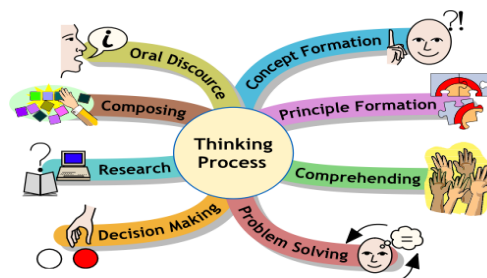 Oral Discource
Concept Formation
?!
i
Composing
Principle Formation
Thinking
Process
?
Research
Comprehending
Decision Making
Problem Solving